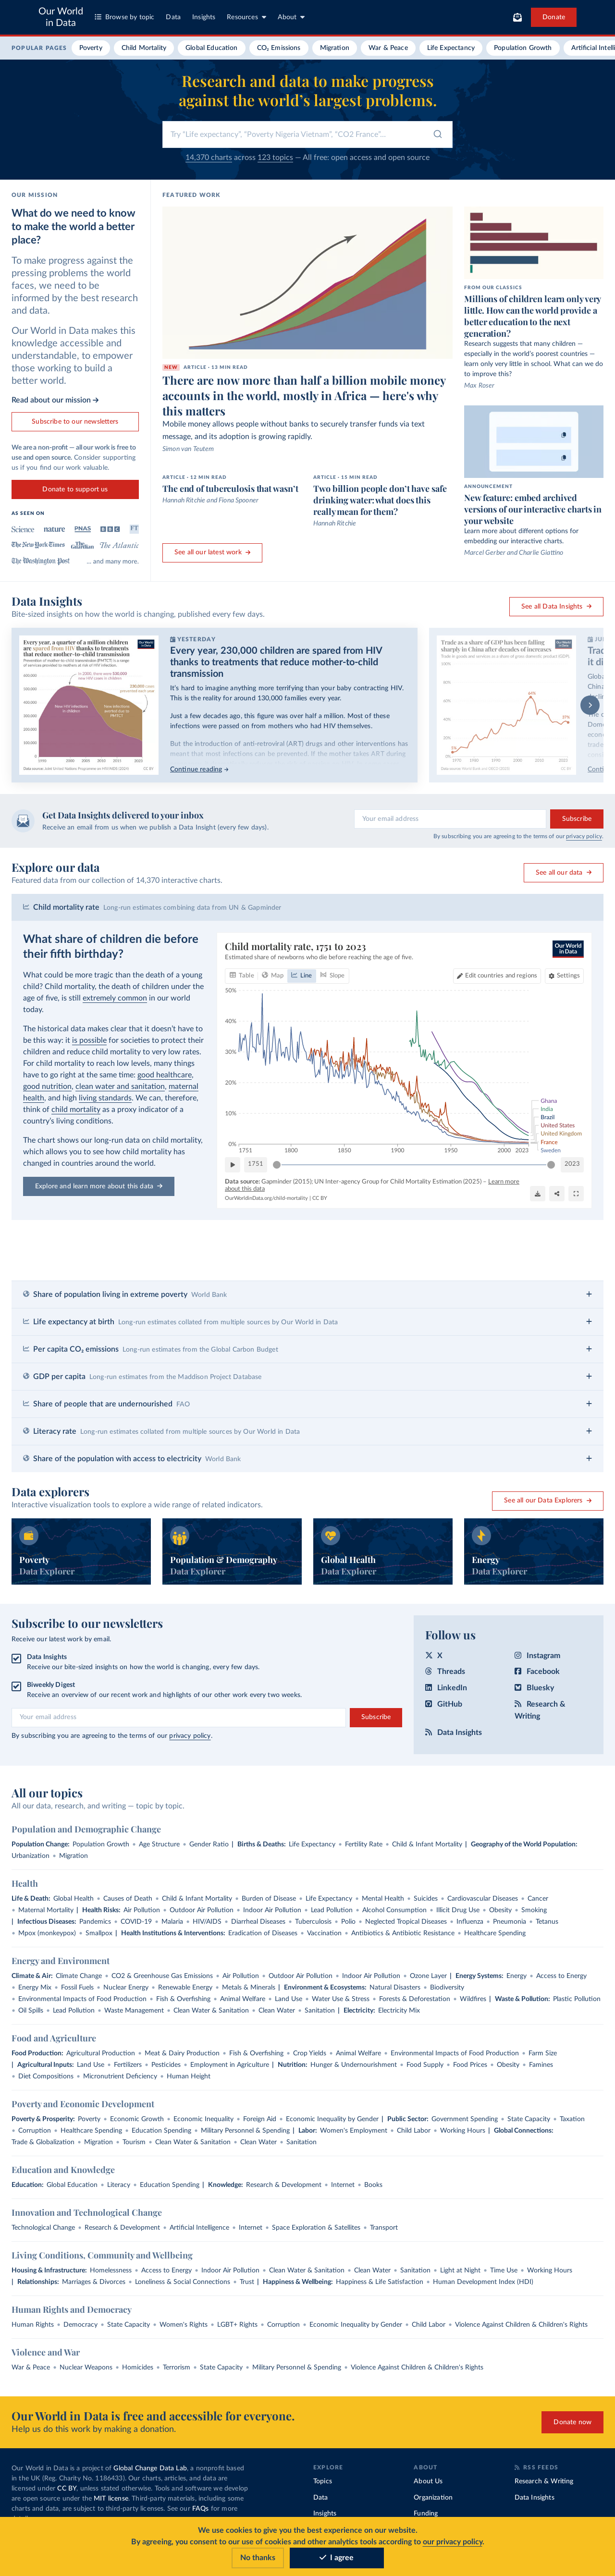 Our World
in Data
Browse by topic
Data
Insights
Resources
About
Donate
POPULAR PAGES
Poverty
Child Mortality
Global Education
CO₂ Emissions
Migration
War & Peace
Life Expectancy
Population Growth
Artificial Intelli
Research and data to make progress
against the world's largest problems.
Try "Life expectancy", "Poverty Nigeria Vietnam", "CO2 France"...
14,370 charts across 123 topics — All free: open access and open source
OUR MISSION
What do we need to know
to make the world a better
place?
To make progress against the
pressing problems the world
faces, we need to be
informed by the best research
and data.
Our World in Data makes this
knowledge accessible and
understandable, to empower
those working to build a
better world.
Read about our mission →
Subscribe to our newsletters
We are a non-profit — all our work is free to
use and open source. Consider supporting
us if you find our work valuable.
Donate to support us
AS SEEN ON
Science
nature
PNAS
BBC
FT
The New York Times
The Guardian
The Atlantic
The Washington Post
... and many more.
FEATURED WORK
NEW ARTICLE • 13 MIN READ
There are now more than half a billion mobile money
accounts in the world, mostly in Africa — here's why
this matters
Mobile money allows people without banks to securely transfer funds via
text message, and its adoption is growing rapidly.
Simon van Teutem
ARTICLE • 12 MIN READ
The end of tuberculosis that wasn't
Hannah Ritchie and Fiona Spooner
ARTICLE • 15 MIN READ
Two billion people don't have safe
drinking water: what does this
really mean for them?
Hannah Ritchie
See all our latest work →
FROM OUR CLASSICS
Millions of children learn only very
little. How can the world provide a
better education to the next
generation?
Research suggests that many children —
especially in the world's poorest countries —
learn only very little in school. What can we do
to improve this?
Max Roser
ANNOUNCEMENT
New feature: embed archived
versions of our interactive charts in
your website
Learn more about different options for
embedding our interactive charts.
Marcel Gerber and Charlie Giattino
Data Insights
Bite-sized insights on how the world is changing, published every few days.
See all Data Insights →
Every year, a quarter of a million children
are spared from HIV thanks to treatments
that reduce mother-to-child transmission
YESTERDAY
Every year, 230,000 children are spared from HIV
thanks to treatments that reduce mother-to-child
transmission
It's hard to imagine anything more terrifying than your baby contracting HIV.
This is the reality for around 130,000 families every year.
Just a few decades ago, this figure was over half a million. Most of these
infections were passed on from mothers who had HIV themselves.
But the introduction of anti-retroviral (ART) drugs and other interventions has
meant that most infections can be prevented. If the mother takes ART during
Continue reading →
Trade as a share of GDP has been falling
sharply in China after decades of increases
Get Data Insights delivered to your inbox
Receive an email from us when we publish a Data Insight (every few days).
Your email address
Subscribe
By subscribing you are agreeing to the terms of our privacy policy.
Explore our data
Featured data from our collection of 14,370 interactive charts.
See all our data →
Child mortality rate Long-run estimates combining data from UN & Gapminder
What share of children die before
their fifth birthday?
What could be more tragic than the death of a young
child? Child mortality, the death of children under the
age of five, is still extremely common in our world
today.
The historical data makes clear that it doesn't have to
be this way: it is possible for societies to protect their
children and reduce child mortality to very low rates.
For child mortality to reach low levels, many things
have to go right at the same time: good healthcare,
good nutrition, clean water and sanitation, maternal
health, and high living standards. We can, therefore,
think of child mortality as a proxy indicator of a
country's living conditions.
The chart shows our long-run data on child mortality,
which allows you to see how child mortality has
changed in countries around the world.
Explore and learn more about this data →
Child mortality rate, 1751 to 2023
Estimated share of newborns who die before reaching the age of five.
Our World
in Data
Table
Map
Line
Slope
Edit countries and regions
Settings
50%
40%
30%
20%
10%
0%
1751
1800
1850
1900
1950
2000
2023
Ghana
India
Brazil
United States
United Kingdom
France
Sweden
1751
2023
Data source: Gapminder (2015); UN Inter-agency Group for Child Mortality Estimation (2025) – Learn more
about this data
OurWorldinData.org/child-mortality | CC BY
Share of population living in extreme poverty World Bank
Life expectancy at birth Long-run estimates collated from multiple sources by Our World in Data
Per capita CO₂ emissions Long-run estimates from the Global Carbon Budget
GDP per capita Long-run estimates from the Maddison Project Database
Share of people that are undernourished FAO
Literacy rate Long-run estimates collated from multiple sources by Our World in Data
Share of the population with access to electricity World Bank
Data explorers
Interactive visualization tools to explore a wide range of related indicators.
See all our Data Explorers →
Poverty
Data Explorer
Population & Demography
Data Explorer
Global Health
Data Explorer
Energy
Data Explorer
Subscribe to our newsletters
Receive our latest work by email.
Data Insights
Receive our bite-sized insights on how the world is changing, every few days.
Biweekly Digest
Receive an overview of our recent work and highlights of our other work every two weeks.
Your email address
Subscribe
By subscribing you are agreeing to the terms of our privacy policy.
Follow us
X
Instagram
Threads
Facebook
LinkedIn
Bluesky
GitHub
Research &
Writing
Data Insights
All our topics
All our data, research, and writing — topic by topic.
Population and Demographic Change
Population Change: Population Growth • Age Structure • Gender Ratio | Births & Deaths: Life Expectancy • Fertility Rate • Child & Infant Mortality | Geography of the World Population:
Urbanization • Migration
Health
Life & Death: Global Health • Causes of Death • Child & Infant Mortality • Burden of Disease • Life Expectancy • Mental Health • Suicides • Cardiovascular Diseases • Cancer
• Maternal Mortality | Health Risks: Air Pollution • Outdoor Air Pollution • Indoor Air Pollution • Lead Pollution • Alcohol Consumption • Illicit Drug Use • Obesity • Smoking
| Infectious Diseases: Pandemics • COVID-19 • Malaria • HIV/AIDS • Diarrheal Diseases • Tuberculosis • Polio • Neglected Tropical Diseases • Influenza • Pneumonia • Tetanus
• Mpox (monkeypox) • Smallpox | Health Institutions & Interventions: Eradication of Diseases • Vaccination • Antibiotics & Antibiotic Resistance • Healthcare Spending
Energy and Environment
Climate & Air: Climate Change • CO2 & Greenhouse Gas Emissions • Air Pollution • Outdoor Air Pollution • Indoor Air Pollution • Ozone Layer | Energy Systems: Energy • Access to Energy
• Energy Mix • Fossil Fuels • Nuclear Energy • Renewable Energy • Metals & Minerals | Environment & Ecosystems: Natural Disasters • Biodiversity
• Environmental Impacts of Food Production • Fish & Overfishing • Animal Welfare • Land Use • Water Use & Stress • Forests & Deforestation • Wildfires | Waste & Pollution: Plastic Pollution
• Oil Spills • Lead Pollution • Waste Management • Clean Water & Sanitation • Clean Water • Sanitation | Electricity: Electricity Mix
Food and Agriculture
Food Production: Agricultural Production • Meat & Dairy Production • Fish & Overfishing • Crop Yields • Animal Welfare • Environmental Impacts of Food Production • Farm Size
| Agricultural Inputs: Land Use • Fertilizers • Pesticides • Employment in Agriculture | Nutrition: Hunger & Undernourishment • Food Supply • Food Prices • Obesity • Famines
• Diet Compositions • Micronutrient Deficiency • Human Height
Poverty and Economic Development
Poverty & Prosperity: Poverty • Economic Growth • Economic Inequality • Foreign Aid • Economic Inequality by Gender | Public Sector: Government Spending • State Capacity • Taxation
• Corruption • Healthcare Spending • Education Spending • Military Personnel & Spending | Labor: Women's Employment • Child Labor • Working Hours | Global Connections:
Trade & Globalization • Migration • Tourism • Clean Water & Sanitation • Clean Water • Sanitation
Education and Knowledge
Education: Global Education • Literacy • Education Spending | Knowledge: Research & Development • Internet • Books
Innovation and Technological Change
Technological Change • Research & Development • Artificial Intelligence • Internet • Space Exploration & Satellites • Transport
Living Conditions, Community and Wellbeing
Housing & Infrastructure: Homelessness • Access to Energy • Indoor Air Pollution • Clean Water & Sanitation • Clean Water • Sanitation • Light at Night • Time Use • Working Hours
| Relationships: Marriages & Divorces • Loneliness & Social Connections • Trust | Happiness & Wellbeing: Happiness & Life Satisfaction • Human Development Index (HDI)
Human Rights and Democracy
Human Rights • Democracy • State Capacity • Women's Rights • LGBT+ Rights • Corruption • Economic Inequality by Gender • Child Labor • Violence Against Children & Children's Rights
Violence and War
War & Peace • Nuclear Weapons • Homicides • Terrorism • State Capacity • Military Personnel & Spending • Violence Against Children & Children's Rights
Our World in Data is free and accessible for everyone.
Help us do this work by making a donation.
Donate now
Our World in Data is a project of Global Change Data Lab, a nonprofit based
in the UK (Reg. Charity No. 1186433). Our charts, articles, and data are
licensed under CC BY, unless stated otherwise. Tools and software we develop
are open source under the MIT license. Third-party materials, including some
charts and data, are subject to third-party licenses. See our FAQs for more
EXPLORE
Topics
Data
Insights
ABOUT
About Us
Organization
Funding
RSS FEEDS
Research & Writing
Data Insights
We use cookies to give you the best experience on our website.
By agreeing, you consent to our use of cookies and other analytics tools according to our privacy policy.
No thanks
I agree